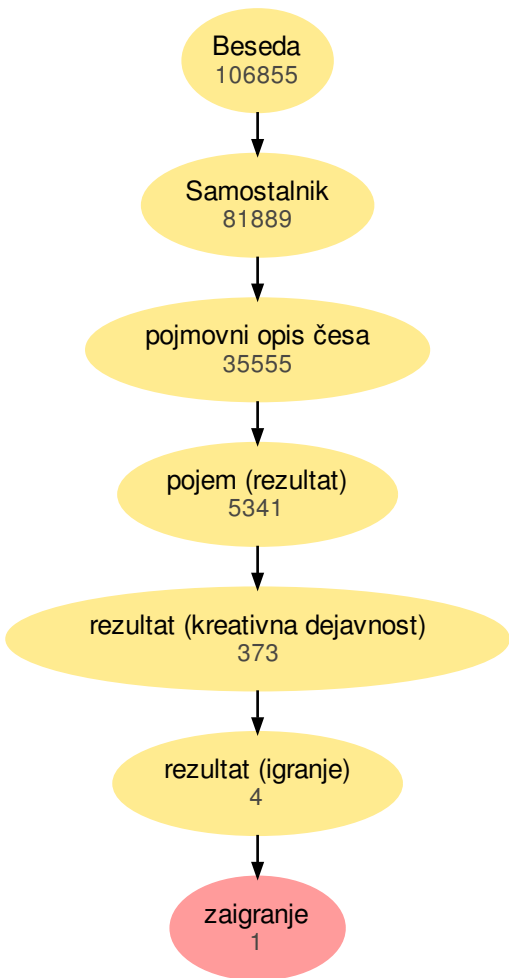 Beseda
106855
Samostalnik
81889
pojmovni opis česa
35555
pojem (rezultat)
5341
rezultat (kreativna dejavnost)
373
rezultat (igranje)
4
zaigranje
1